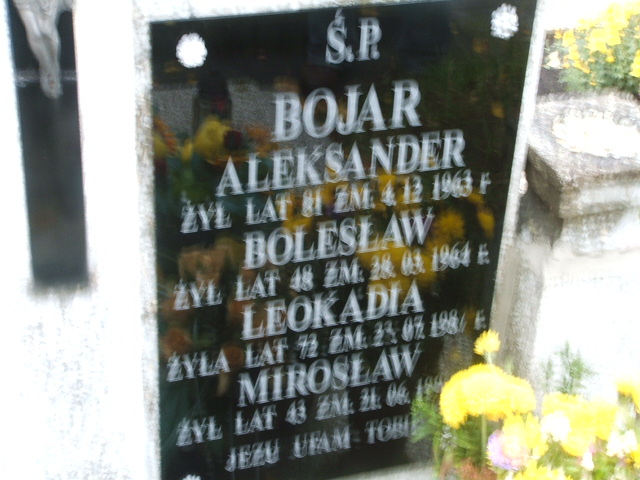 Ś.P.
BOJAR
ALEKSANDER
ŻYŁ LAT 81 ZM. 4.12 1963 r
BOLESŁAW
ŻYŁ LAT 48 ZM. 28. 03. 1964 r.
LEOKADIA
ŻYŁA LAT 72 ZM. 07. r.
MIROSŁAW
ŻYŁ LAT 43 ZM. 21. 06.
JEZU UFAM